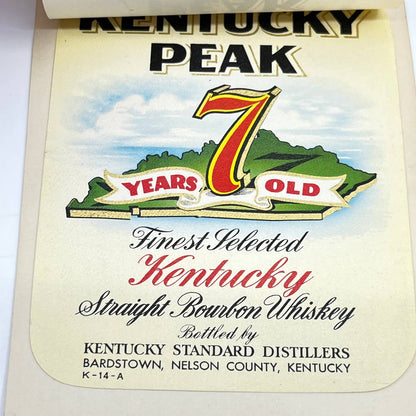 KENTUCKY
PEAK
7
YEARS OLD
Finest Selected
Kentucky
Straight Bourbon Whiskey
Bottled by
KENTUCKY STANDARD DISTILLERS
BARDSTOWN, NELSON COUNTY, KENTUCKY
K-14-A